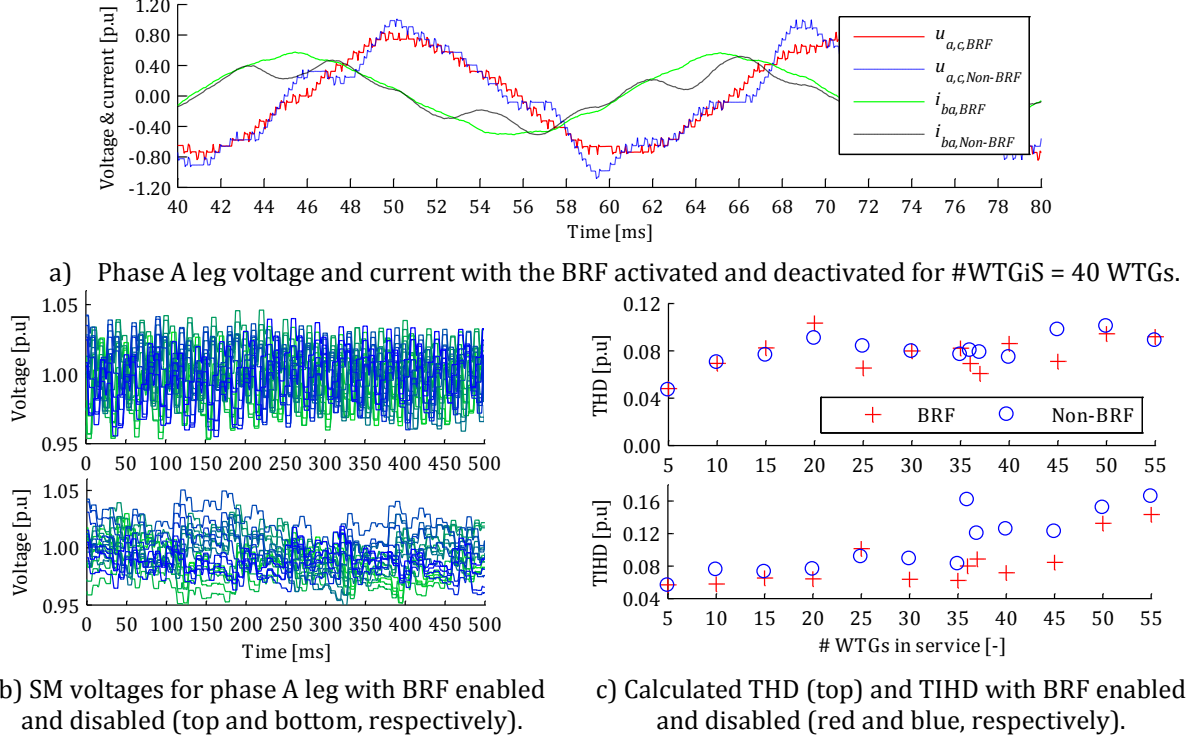 1.20
0.80
0.40
0.00
-0.40
-0.80
-1.20
Voltage & current [p.u]
u a,c,BRF
u a,c,Non-BRF
i ba,BRF
i ba,Non-BRF
40 42 44 46 48 50 52 54 56 58 60 62 64 66 68 70 72 74 76 78 80
Time [ms]
a) Phase A leg voltage and current with the BRF activated and deactivated for #WTGiS = 40 WTGs.
1.05
1.00
0.95
Voltage [p.u]
0 50 100 150 200 250 300 350 400 450 500
1.05
1.00
0.95
Voltage [p.u]
0 50 100 150 200 250 300 350 400 450 500
Time [ms]
b) SM voltages for phase A leg with BRF enabled
and disabled (top and bottom, respectively).
0.12
0.08
0.04
0.00
THD [p.u]
BRF Non-BRF
5 10 15 20 25 30 35 40 45 50 55
0.16
0.12
0.08
0.04
TIHD [p.u]
5 10 15 20 25 30 35 40 45 50 55
# WTGs in service [-]
c) Calculated THD (top) and TIHD with BRF enabled
and disabled (red and blue, respectively).